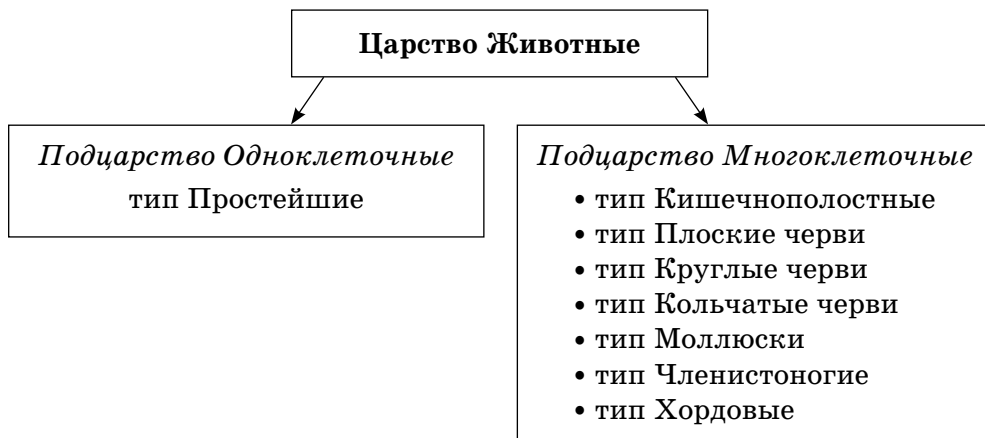 Царство Животные
Подцарство Одноклеточные
тип Простейшие
Подцарство Многоклеточные
• тип Кишечнополостные
• тип Плоские черви
• тип Круглые черви
• тип Кольчатые черви
• тип Моллюски
• тип Членистоногие
• тип Хордовые